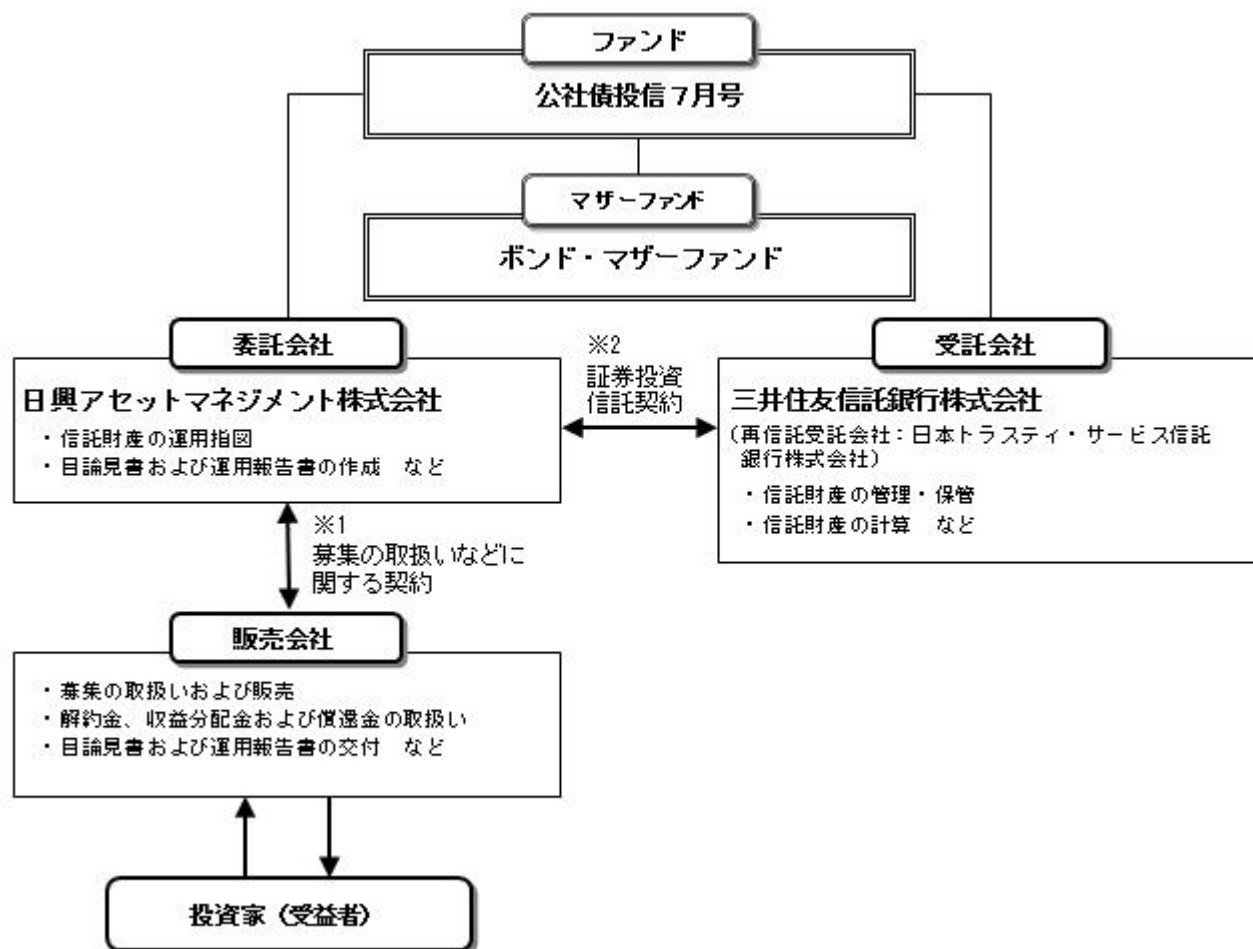 ファンド
公社債投信７月号
マザーファンド
ボンド・マザーファンド
委託会社
日興アセットマネジメント株式会社
・信託財産の運用指図
・目論見書および運用報告書の作成　など
※2
証券投資
信託契約
受託会社
三井住友信託銀行株式会社
（再信託受託会社：日本トラスティ・サービス信託
銀行株式会社）
・信託財産の管理・保管
・信託財産の計算　など
※1
募集の取扱いなどに
関する契約
販売会社
・募集の取扱いおよび販売
・解約金、収益分配金および償還金の取扱い
・目論見書および運用報告書の交付　など
投資家（受益者）